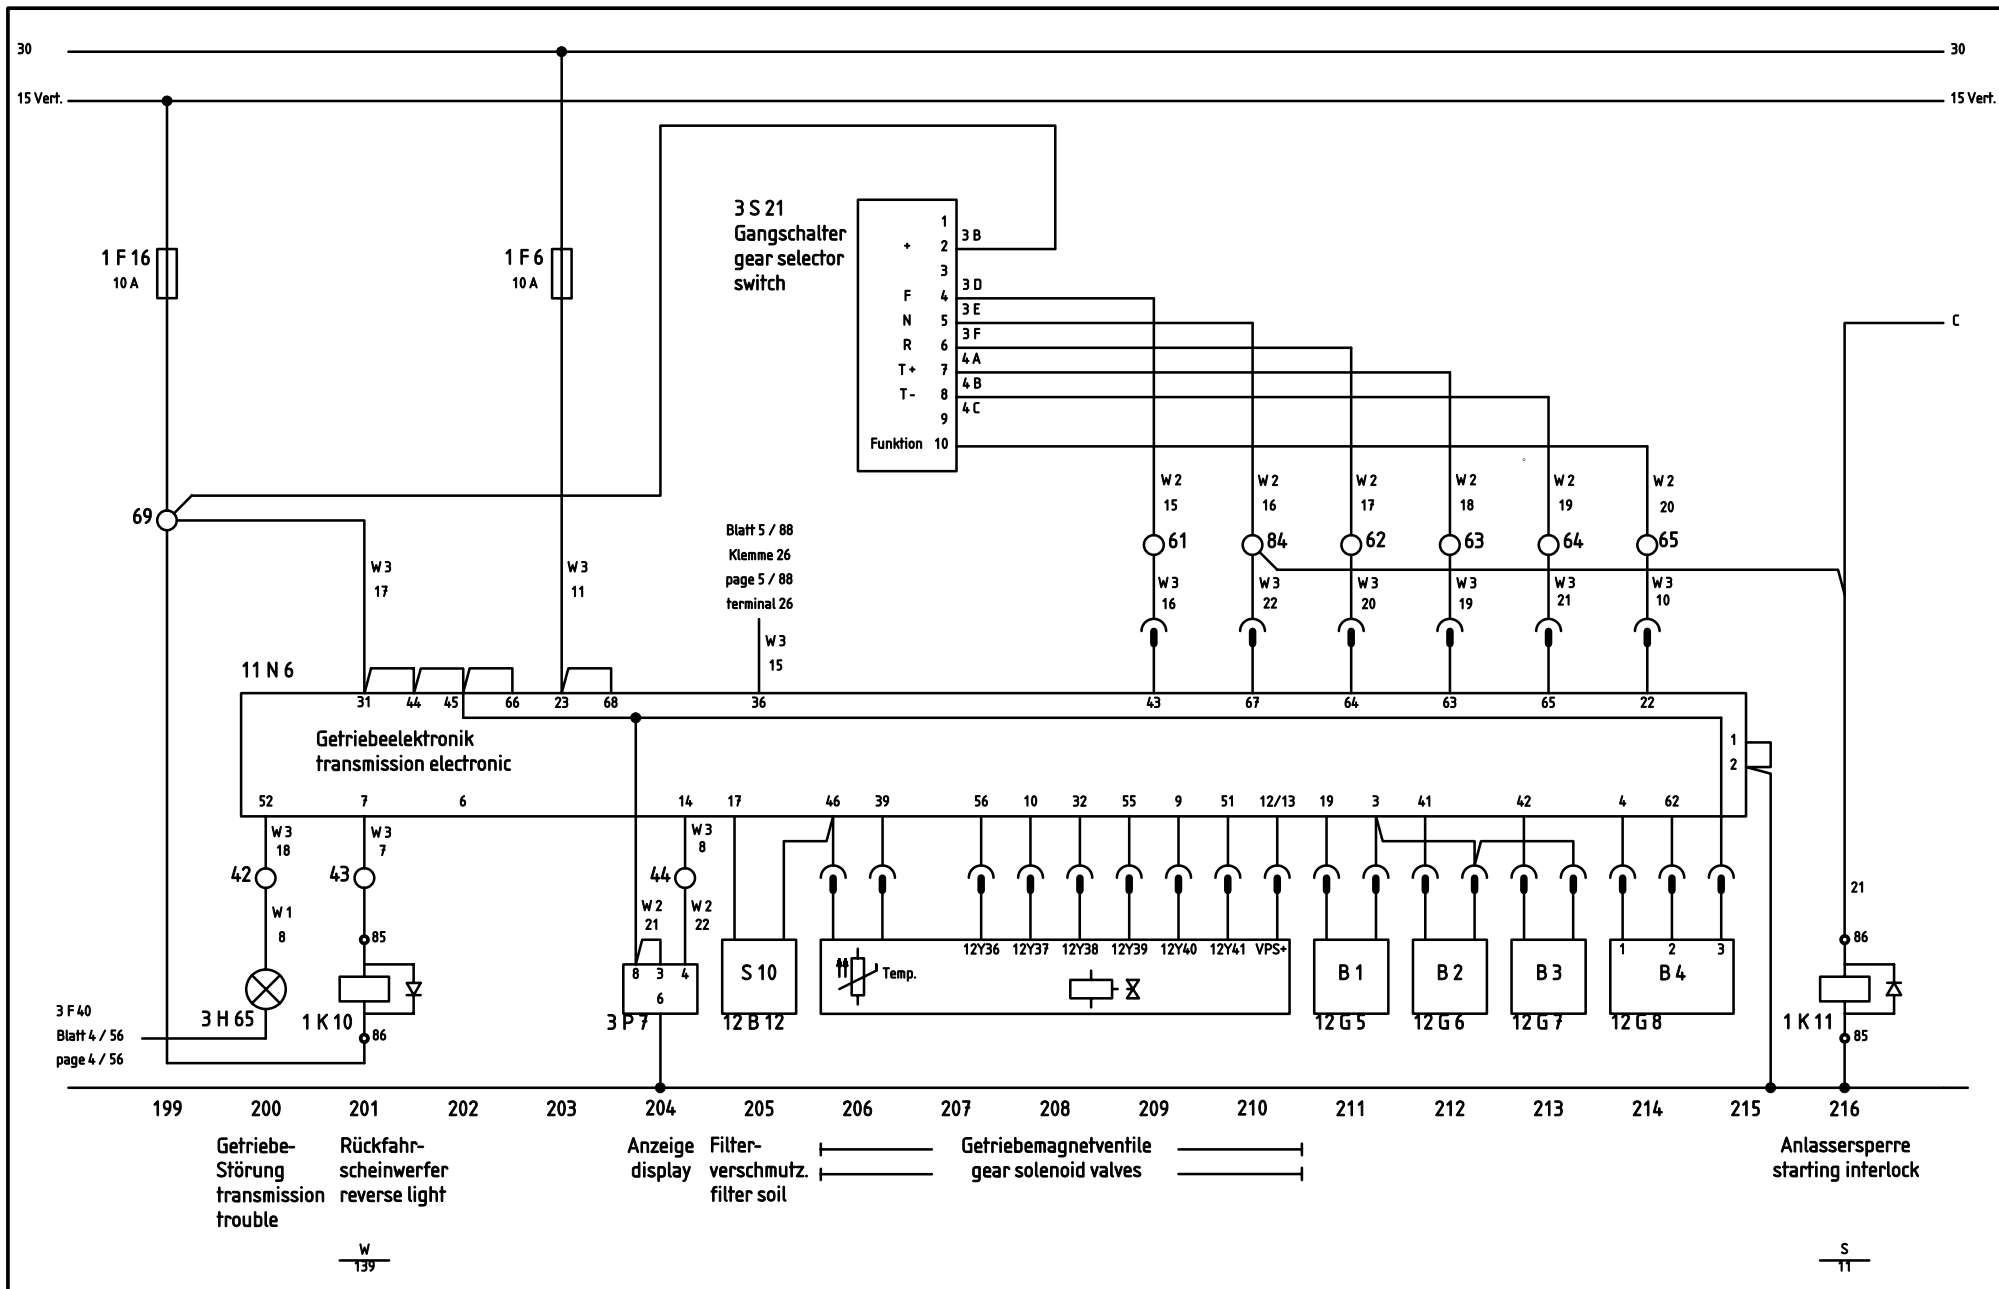 30
30
15 Vert.
15 Vert.
3 S 21
Gangschalter
gear selector
switch
1
+ 2 3 B
3
F 4 3 D
N 5 3 E
R 6 3 F
T+ 7 4 A
T- 8 4 B
9 4 C
Funktion 10
1 F 16
10 A
1 F 6
10 A
C
69
W 3
17
W 3
11
Blatt 5 / 88
Klemme 26
page 5 / 88
terminal 26
W 3
15
W 2 W 2 W 2 W 2 W 2 W 2
15 16 17 18 19 20
61 84 62 63 64 65
W 3 W 3 W 3 W 3 W 3 W 3
16 22 20 19 21 10
11 N 6
31 44 45 66 23 68 36 43 67 64 63 65 22
Getriebeelektronik
transmission electronic
1
2
52 7 6 14 17 46 39 56 10 32 55 9 51 12/13 19 3 41 42 4 62
W 3 W 3 W 3
18 7 8
42 43 44
W 1
8
W 2 W 2
21 22
21
85
86
8 3 4
6
S 10
Temp.
12Y36 12Y37 12Y38 12Y39 12Y40 12Y41 VPS+
B 1 B 2 B 3
1 2 3
B 4
3 F 40
Blatt 4 / 56
page 4 / 56
3 H 65 1 K 10
86
3 P 7 12 B 12 12 G 5 12 G 6 12 G 7 12 G 8 1 K 11
85
199 200 201 202 203 204 205 206 207 208 209 210 211 212 213 214 215 216
Getriebe-
Störung
transmission
trouble
Rückfahr-
scheinwerfer
reverse light
Anzeige
display
Filter-
verschmutz.
filter soil
Getriebemagnetventile
gear solenoid valves
Anlassersperre
starting interlock
W
139
S
11